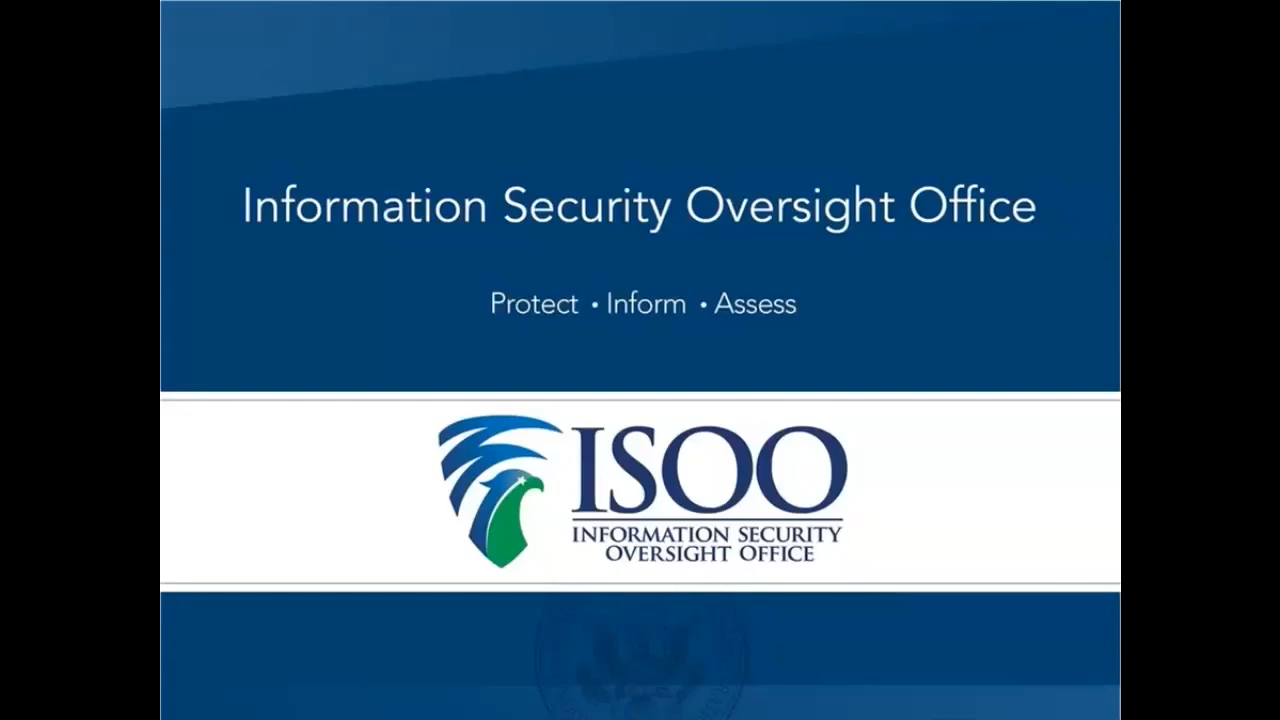 Information Security Oversight Office
Protect • Inform • Assess
ISOO
INFORMATION SECURITY
OVERSIGHT OFFICE